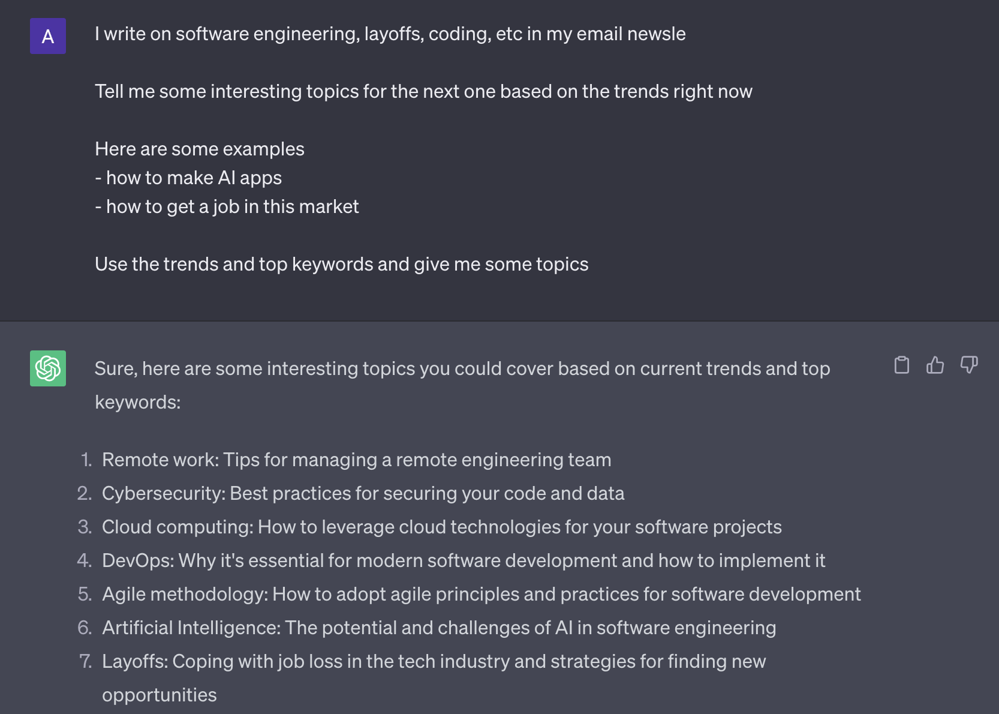 A
I write on software engineering, layoffs, coding, etc in my email newsle
Tell me some interesting topics for the next one based on the trends right now
Here are some examples
- how to make AI apps
- how to get a job in this market
Use the trends and top keywords and give me some topics
Sure, here are some interesting topics you could cover based on current trends and top
keywords:
1. Remote work: Tips for managing a remote engineering team
2. Cybersecurity: Best practices for securing your code and data
3. Cloud computing: How to leverage cloud technologies for your software projects
4. DevOps: Why it's essential for modern software development and how to implement it
5. Agile methodology: How to adopt agile principles and practices for software development
6. Artificial Intelligence: The potential and challenges of AI in software engineering
7. Layoffs: Coping with job loss in the tech industry and strategies for finding new
opportunities